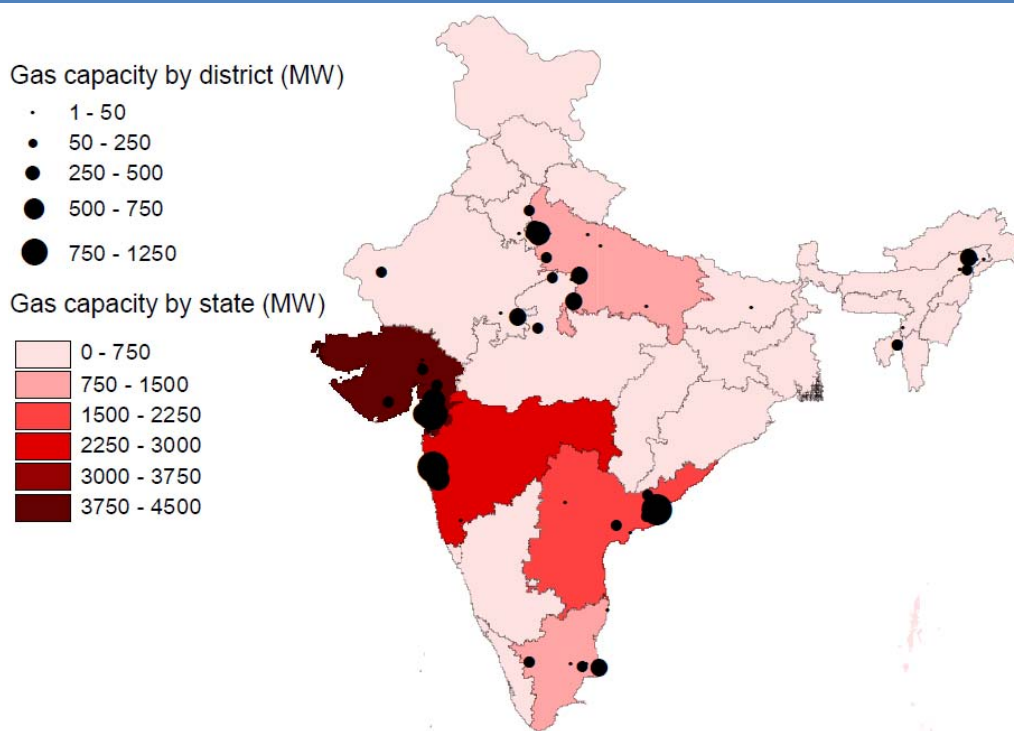 Gas capacity by district (MW)
1 - 50
50 - 250
250 - 500
500 - 750
750 - 1250
Gas capacity by state (MW)
0 - 750
750 - 1500
1500 - 2250
2250 - 3000
3000 - 3750
3750 - 4500